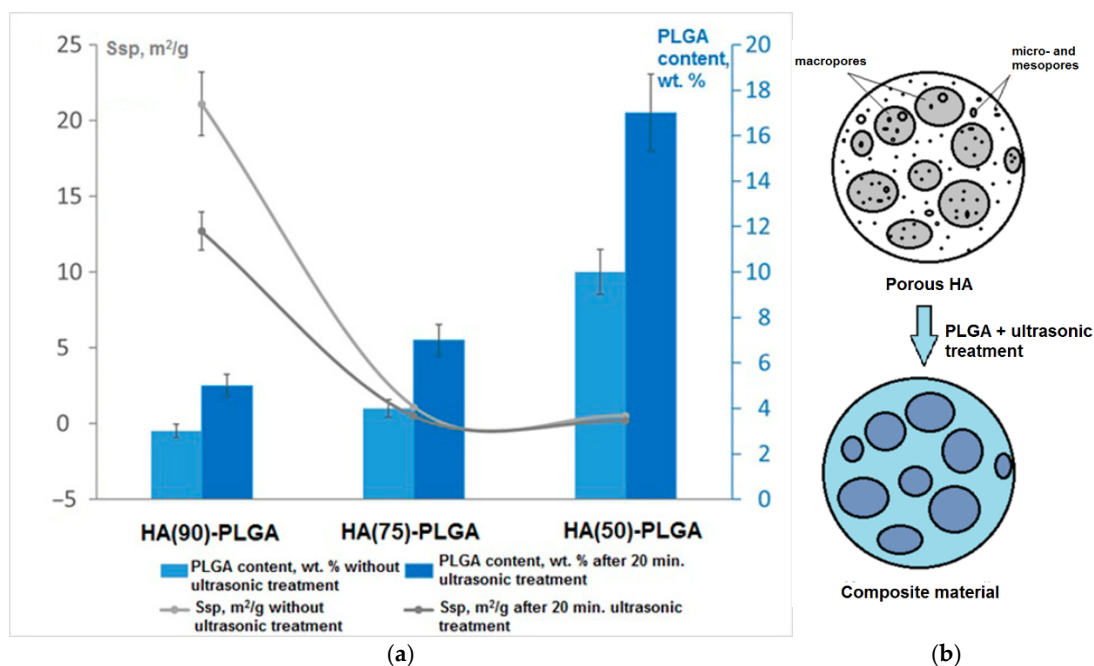 Ssp, m²/g
PLGA
content,
wt. %
25
20
15
10
5
0
−5
20
18
16
14
12
10
8
6
4
2
0
HA(90)-PLGA
HA(75)-PLGA
HA(50)-PLGA
PLGA content, wt. % without
ultrasonic treatment
PLGA content, wt. % after 20 min.
ultrasonic treatment
Ssp, m²/g without
ultrasonic treatment
Ssp, m²/g after 20 min. ultrasonic
treatment
(a)
macropores
micro- and
mesopores
Porous HA
PLGA + ultrasonic
treatment
Composite material
(b)